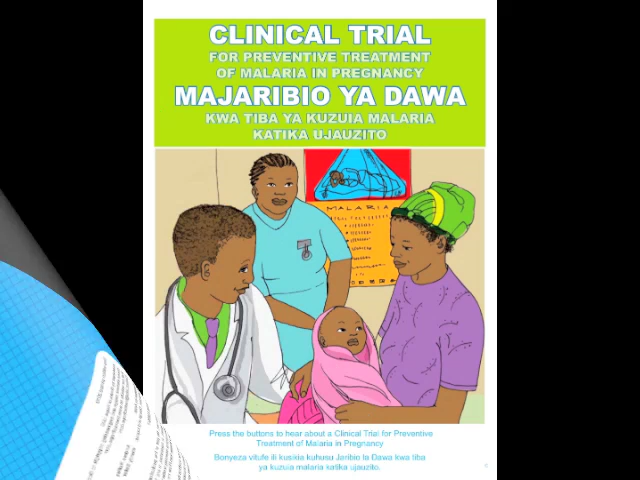 CLINICAL TRIAL
FOR PREVENTIVE TREATMENT
OF MALARIA IN PREGNANCY
MAJARIBIO YA DAWA
KWA TIBA YA KUZUIA MALARIA
KATIKA UJAUZITO
MALARIA
Press the buttons to hear about a Clinical Trial for Preventive
Treatment of Malaria in Pregnancy
Bonyeza vitufe ili kusikia kuhusu Jaribio la Dawa kwa tiba
ya kuzuia malaria katika ujauzito.